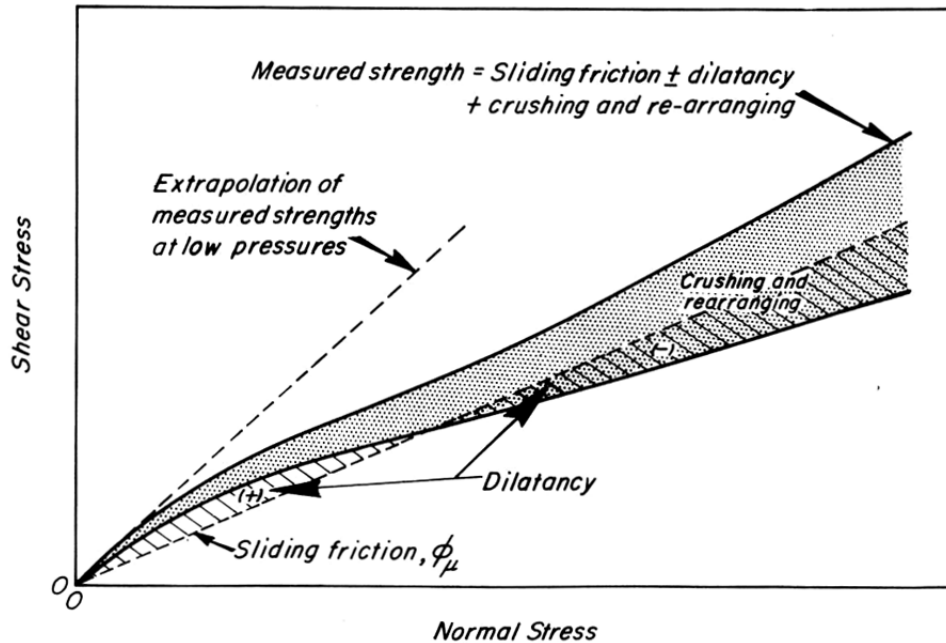 Measured strength = Sliding friction ± dilatancy
+ crushing and re-arranging
Extrapolation of
measured strengths
at low pressures
Crushing and
rearranging
(-)
Dilatancy
(+)
Sliding friction, ϕμ
Shear Stress
0
0
Normal Stress